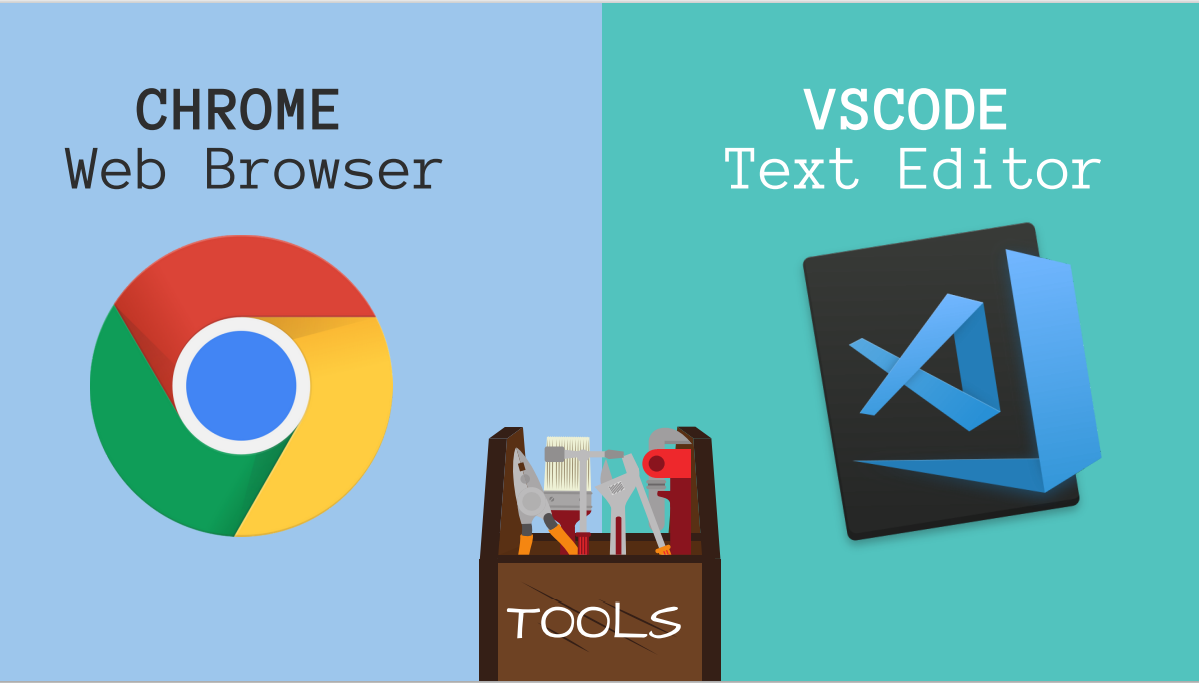 CHROME
Web Browser
VSCODE
Text Editor
TOOLS